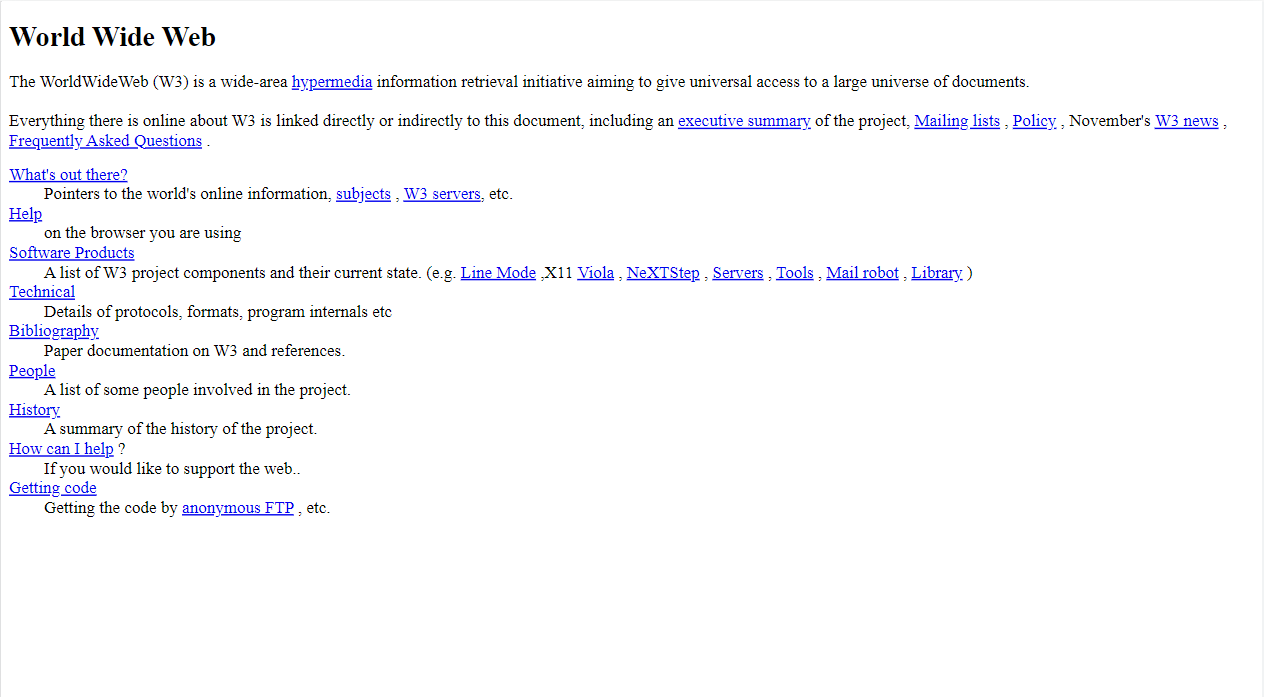 World Wide Web
The WorldWideWeb (W3) is a wide-area hypermedia information retrieval initiative aiming to give universal access to a large universe of documents.
Everything there is online about W3 is linked directly or indirectly to this document, including an executive summary of the project, Mailing lists , Policy , November's W3 news ,
Frequently Asked Questions .
What's out there?
Pointers to the world's online information, subjects , W3 servers, etc.
Help
on the browser you are using
Software Products
A list of W3 project components and their current state. (e.g. Line Mode ,X11 Viola , NeXTStep , Servers , Tools , Mail robot , Library )
Technical
Details of protocols, formats, program internals etc
Bibliography
Paper documentation on W3 and references.
People
A list of some people involved in the project.
History
A summary of the history of the project.
How can I help ?
If you would like to support the web..
Getting code
Getting the code by anonymous FTP , etc.